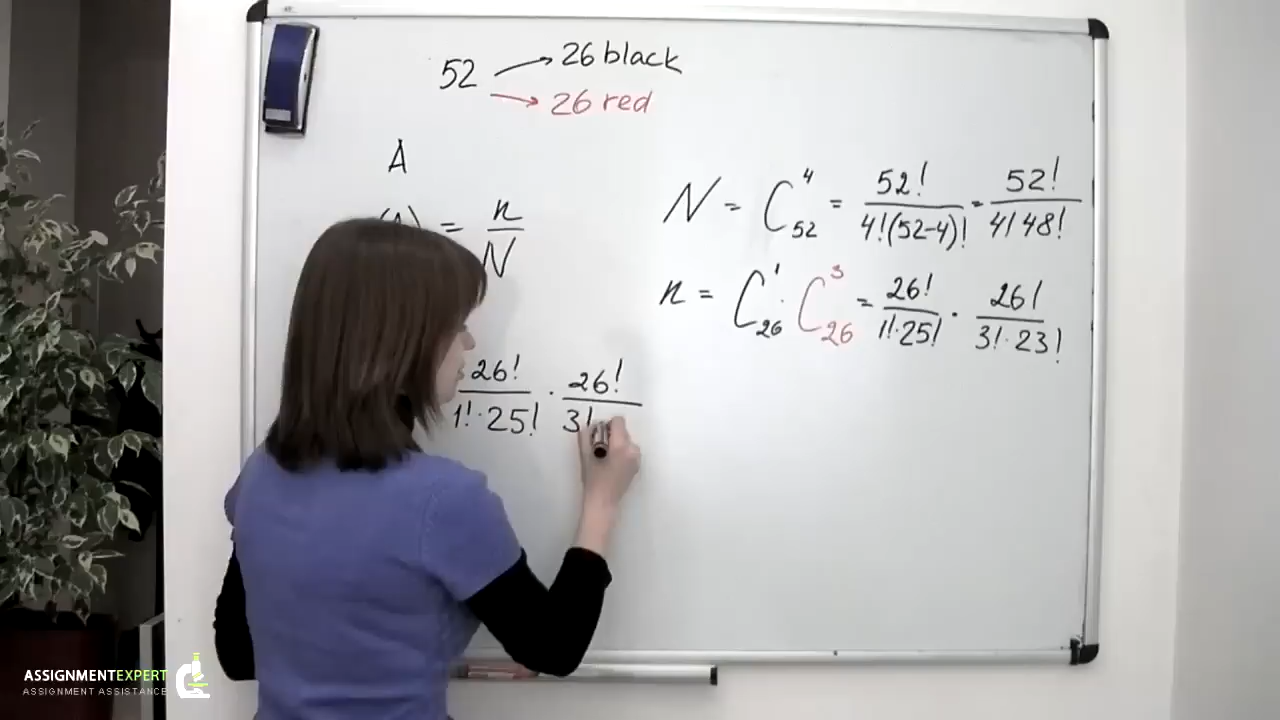 52 → 26 black
→ 26 red
A
(A) = n/N
N = C⁴₅₂ = 52!/4!(52-4)! = 52!/4!48!
n = C¹₂₆ · C³₂₆ = 26!/1!·25! · 26!/3!·23!
26!/1!·25! · 26!/3!
ASSIGNMENTEXPERT
ASSIGNMENT ASSISTANCE